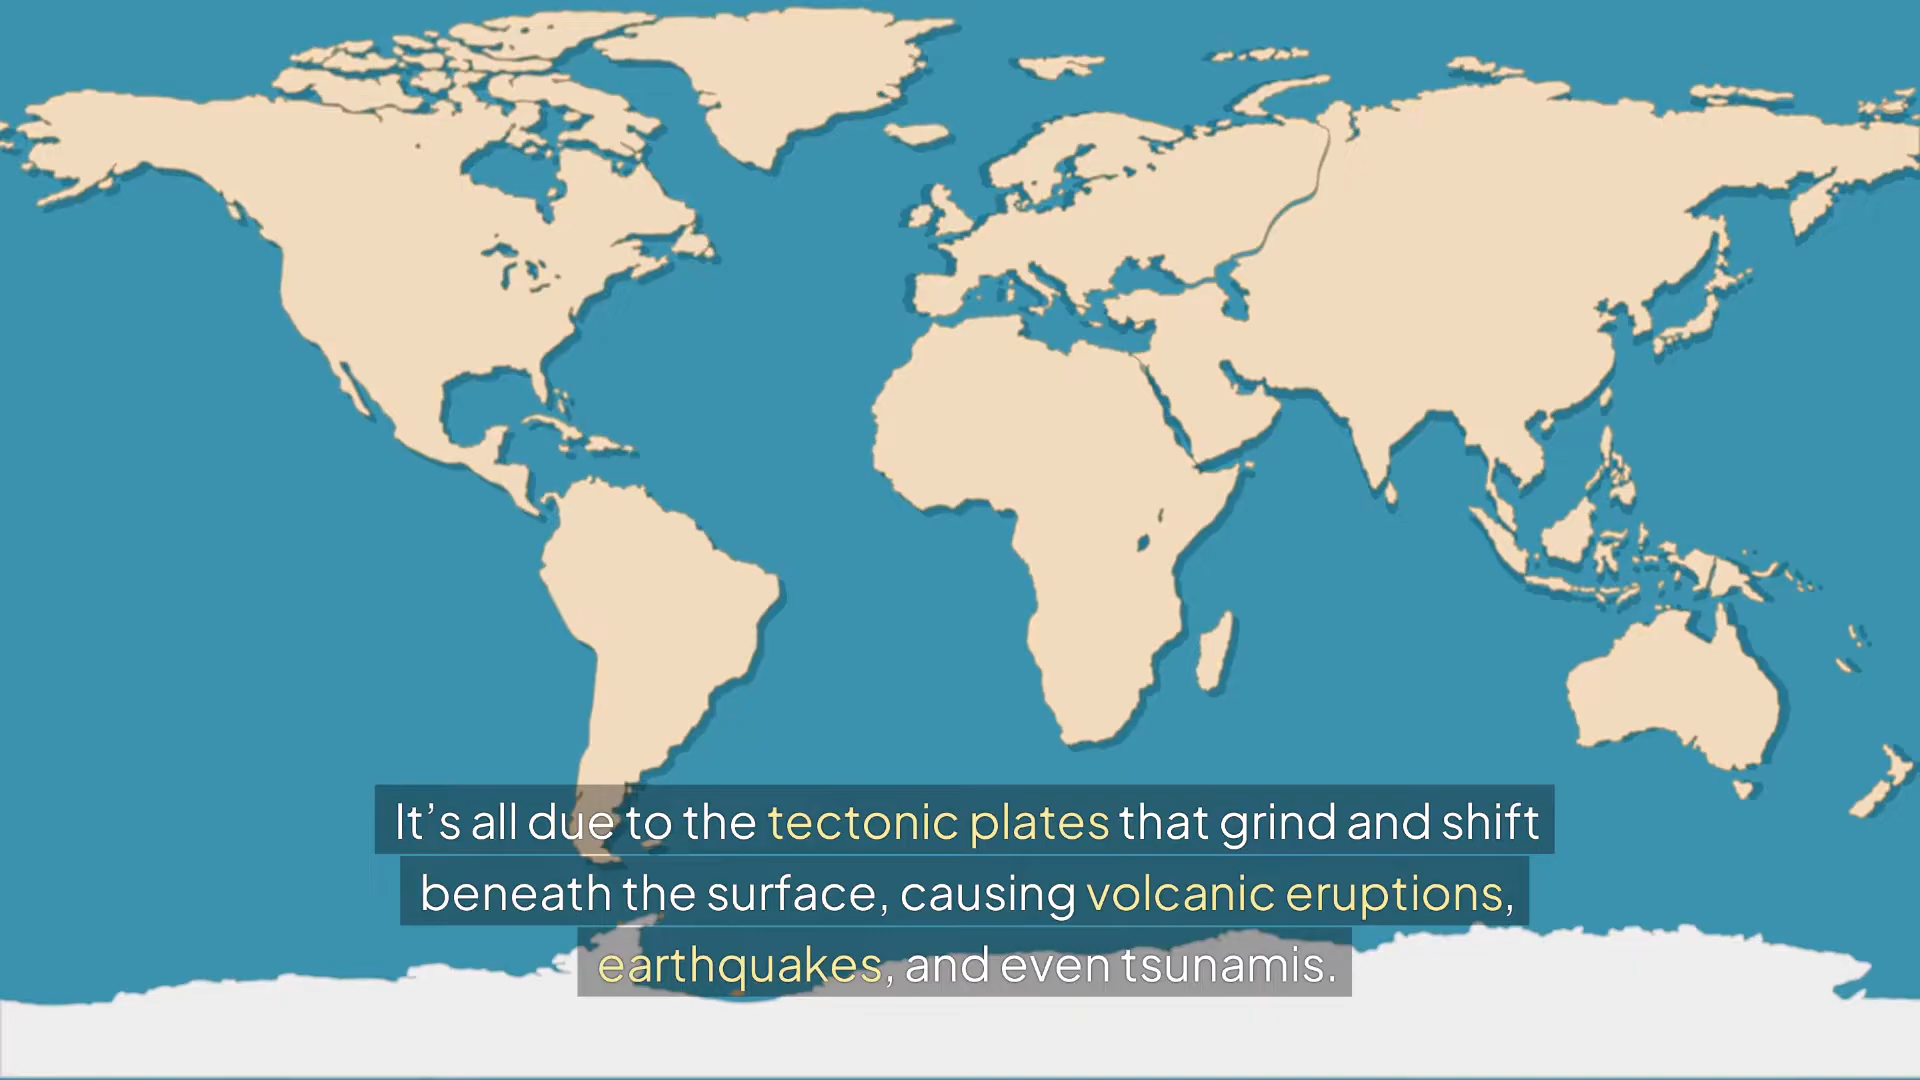 It’s all due to the tectonic plates that grind and shift
beneath the surface, causing volcanic eruptions,
earthquakes, and even tsunamis.